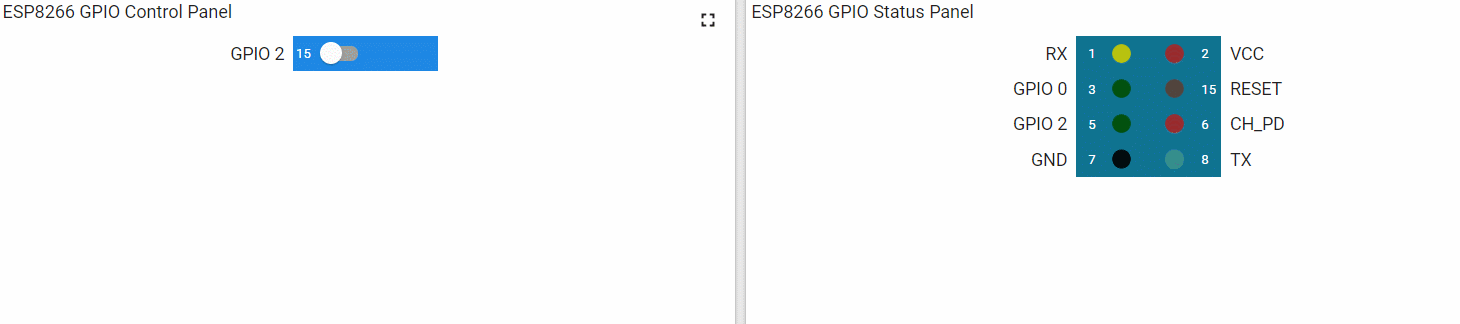 ESP8266 GPIO Control Panel
GPIO 2 15
ESP8266 GPIO Status Panel
RX 1 2 VCC
GPIO 0 3 15 RESET
GPIO 2 5 6 CH_PD
GND 7 8 TX